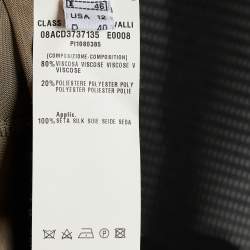 I 46
USA 12
D 40
CLASS VALLI
08ACD3737135 E0008
PI1080385
[COMPOSIZIONE-COMPOSITION]
80% VISCOSA VISCOSE VISCOSE V
VISCOSE
20% POLIESTERE POLYESTER POLY
POLYESTER POLYESTER POLIE
Applic.
100% SETA SILK SOIE SEIDE SEDA